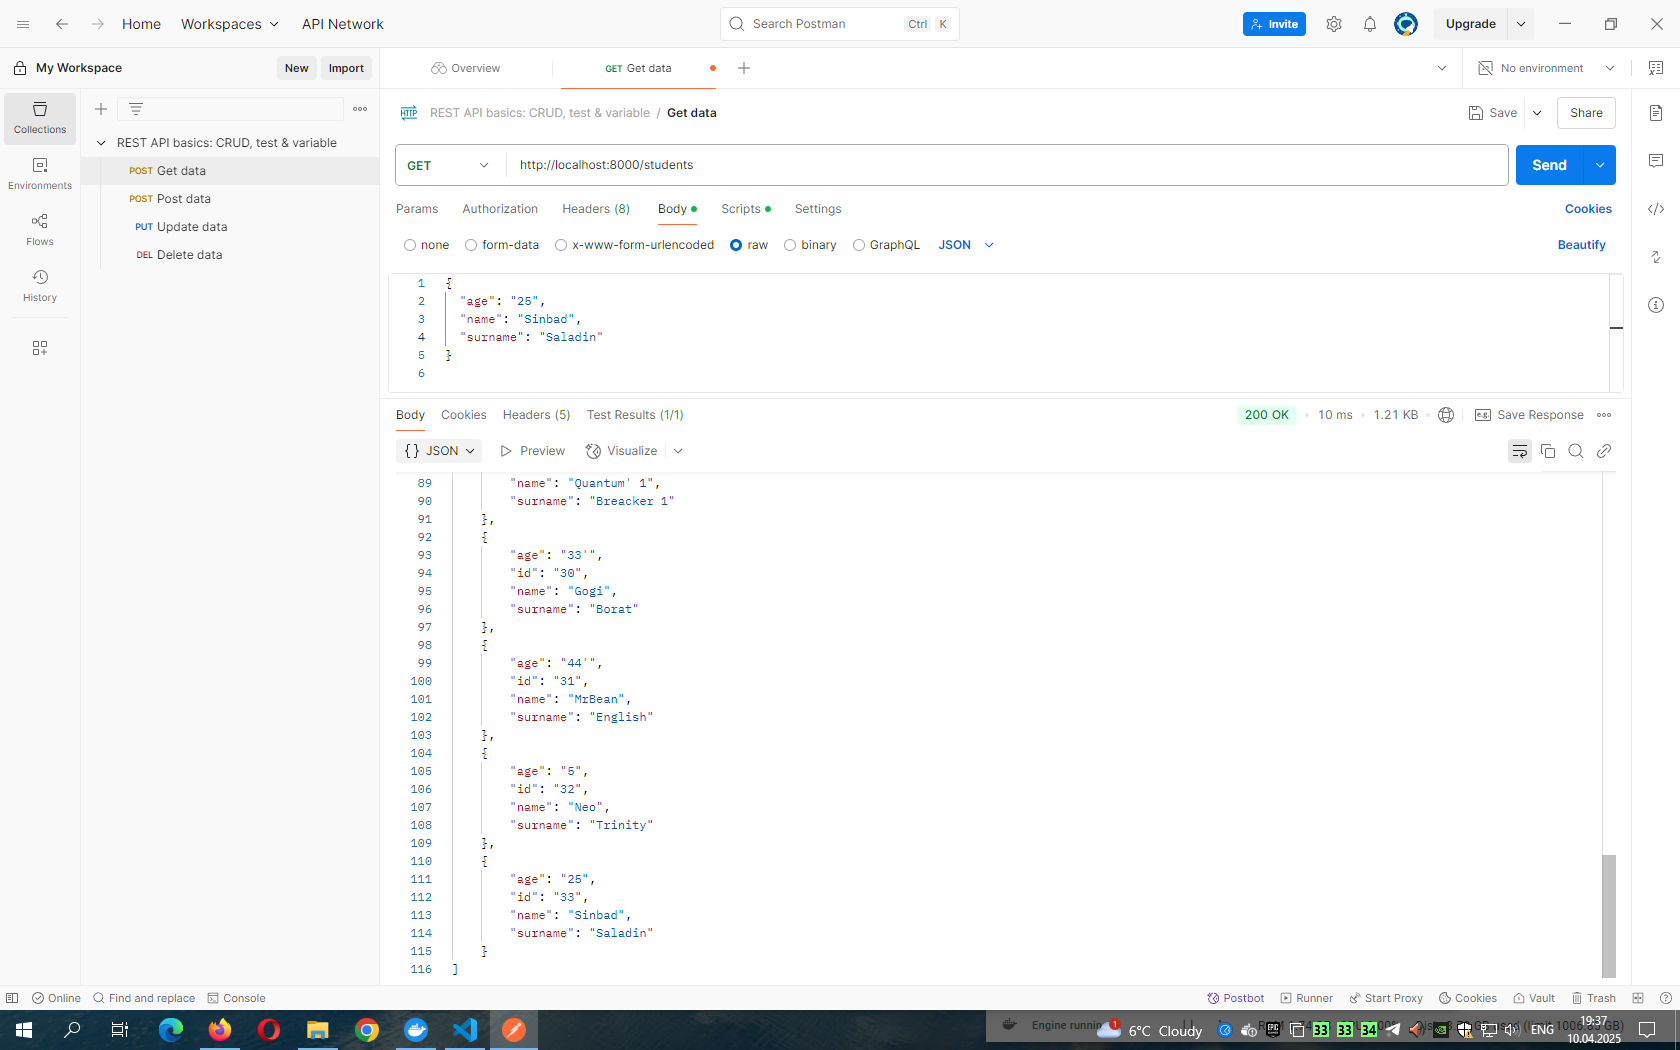 Home Workspaces API Network Search Postman Ctrl K Invite Upgrade
My Workspace New Import Overview GET Get data No environment
Collections
Environments
Flows
History
REST API basics: CRUD, test & variable
POST Get data
POST Post data
PUT Update data
DEL Delete data
HTTP REST API basics: CRUD, test & variable / Get data Save Share
GET http://localhost:8000/students Send
Params Authorization Headers (8) Body Scripts Settings Cookies
none form-data x-www-form-urlencoded raw binary GraphQL JSON Beautify
1 {
2 "age": "25",
3 "name": "Sinbad",
4 "surname": "Saladin"
5 }
6
Body Cookies Headers (5) Test Results (1/1) 200 OK 10 ms 1.21 KB e.g. Save Response
{} JSON Preview Visualize
89 "name": "Quantum' 1",
90 "surname": "Breacker 1"
91 },
92 {
93 "age": "33'",
94 "id": "30",
95 "name": "Gogi",
96 "surname": "Borat"
97 },
98 {
99 "age": "44'",
100 "id": "31",
101 "name": "MrBean",
102 "surname": "English"
103 },
104 {
105 "age": "5",
106 "id": "32",
107 "name": "Neo",
108 "surname": "Trinity"
109 },
110 {
111 "age": "25",
112 "id": "33",
113 "name": "Sinbad",
114 "surname": "Saladin"
115 }
116 ]
Online Find and replace Console Postbot Runner Start Proxy Cookies Vault Trash
Engine running 1 6°C Cloudy EPIC 33 33 34 ENG 19:37
10.04.2025